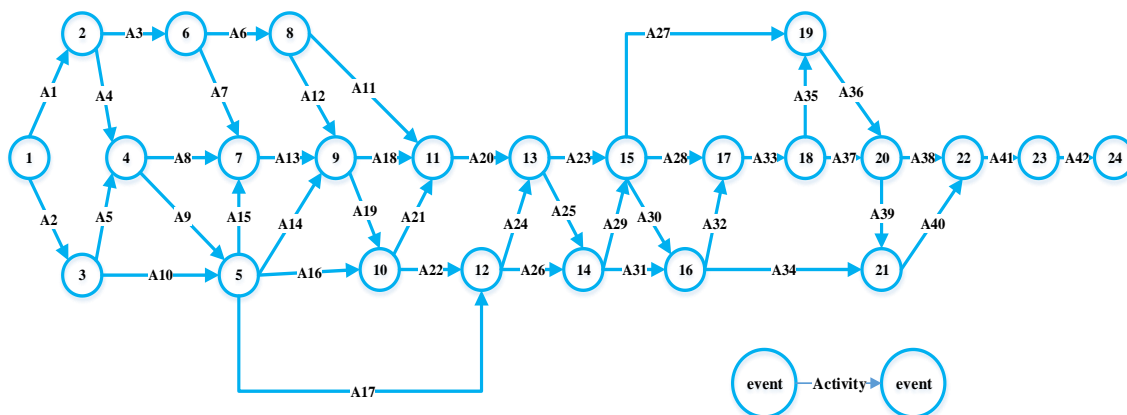 2 A3 6 A6 8 19
A27
A1 A4 A7 A12 A11 A35 A36
1 4 A8 7 A13 9 A18 11 A20 13 A23 15 A28 17 A33 18 A37 20 A38 22 A41 23 A42 24
A2 A5 A9 A15 A14 A19 A21 A24 A25 A29 A30 A32 A39 A40
3 A10 5 A16 10 A22 12 A26 14 A31 16 A34 21
A17
event Activity event